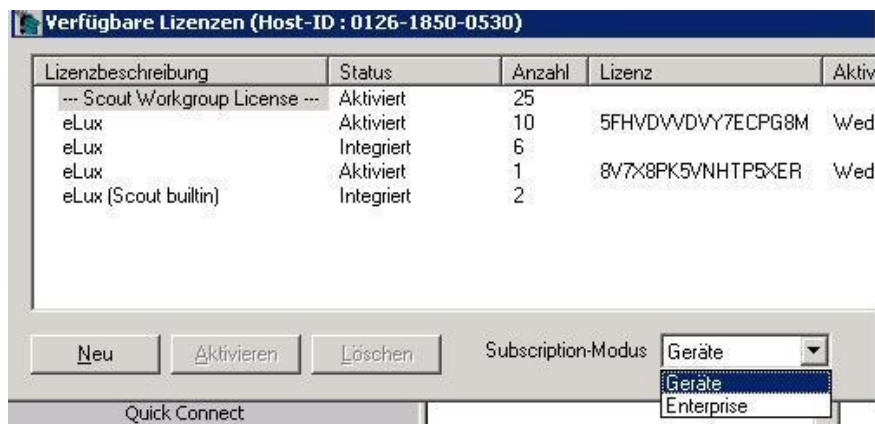 Verfügbare Lizenzen (Host-ID : 0126-1850-0530)
Lizenzbeschreibung Status Anzahl Lizenz Aktiv
--- Scout Workgroup License --- Aktiviert 25
eLux Aktiviert 10 5FHVDVVDVY7ECPG8M Wed
eLux Integriert 6
eLux Aktiviert 1 8V7X8PK5VNHTP5XER Wed
eLux (Scout builtin) Integriert 2
Neu Aktivieren Löschen Subscription-Modus Geräte
Geräte
Enterprise
Quick Connect